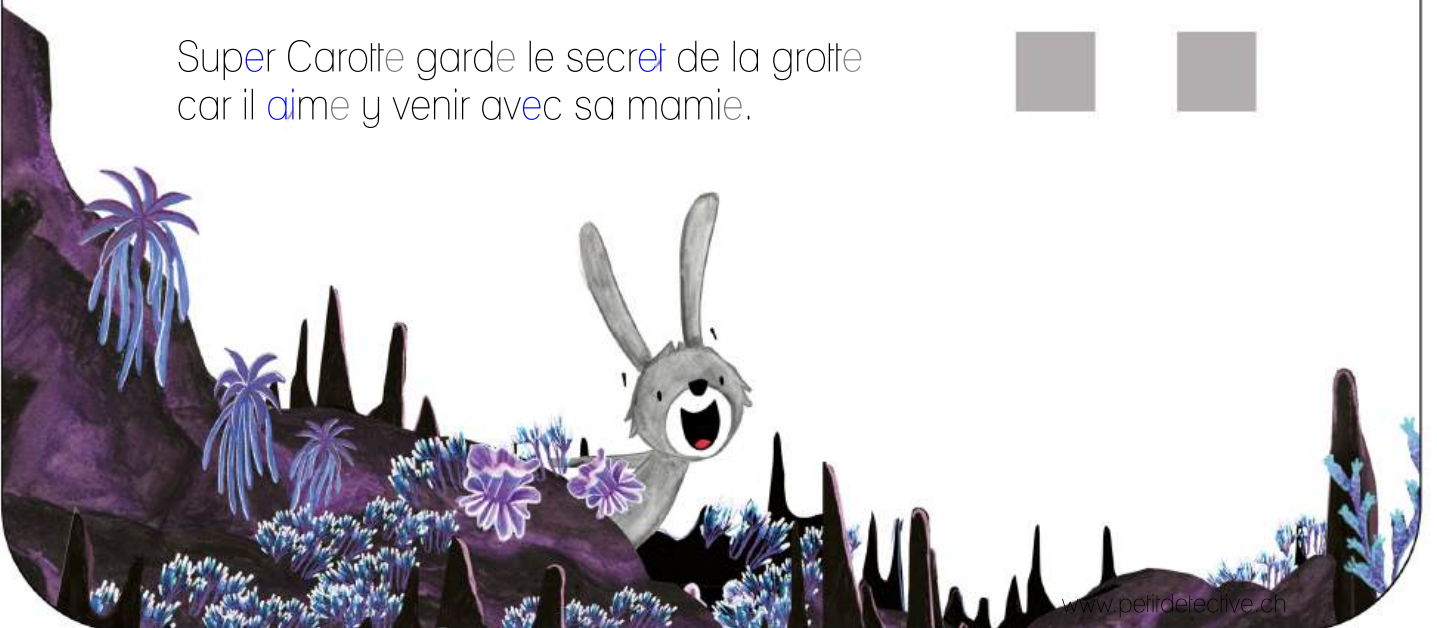 Super Carotte garde le secret de la grotte
car il aime y venir avec sa mamie.
www.petitdetective.ch